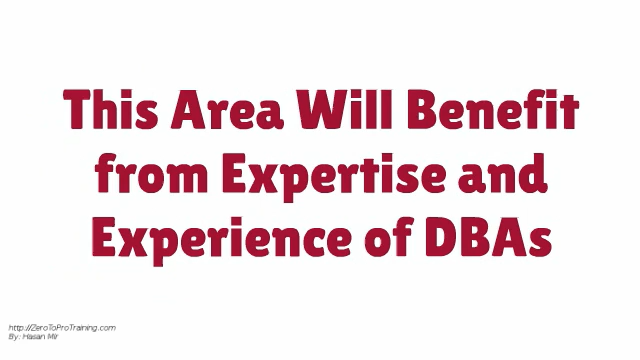 This Area Will Benefit
from Expertise and
Experience of DBAs
http://ZeroToProTraining.com
By: Hasan Mir